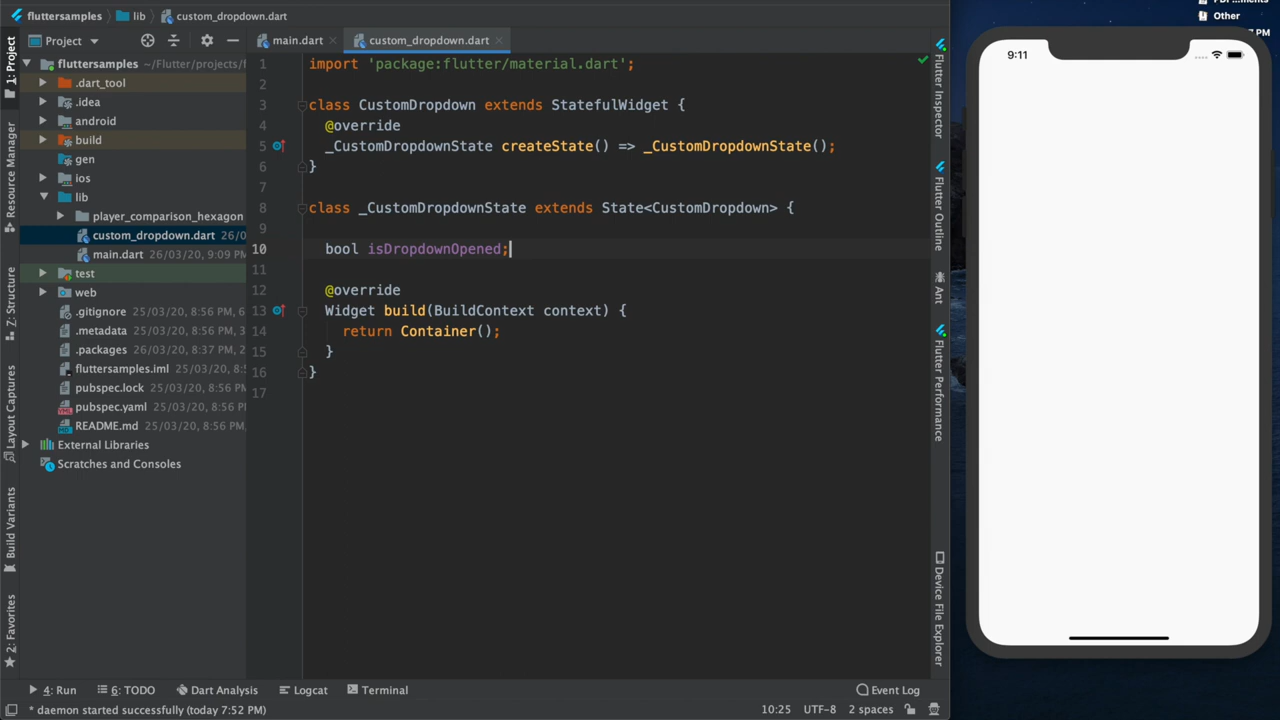 fluttersamples lib custom_dropdown.dart
Other
Project main.dart custom_dropdown.dart
1: Project
Resource Manager
Z: Structure
Layout Captures
Build Variants
2: Favorites
fluttersamples ~/Flutter/projects/f
.dart_tool
.idea
android
build
gen
ios
lib
player_comparison_hexagon
custom_dropdown.dart 26/0
main.dart 26/03/20, 9:09 PM
test
web
.gitignore 25/03/20, 8:56 PM, 6
.metadata 25/03/20, 8:56 PM,
.packages 26/03/20, 8:37 PM, 2
fluttersamples.iml 25/03/20, 8:56
pubspec.lock 25/03/20, 8:56 P
pubspec.yaml 25/03/20, 8:56 P
README.md 25/03/20, 8:56 PM,
External Libraries
Scratches and Consoles
1 import 'package:flutter/material.dart';
2
3 class CustomDropdown extends StatefulWidget {
4 @override
5 _CustomDropdownState createState() => _CustomDropdownState();
6 }
7
8 class _CustomDropdownState extends State<CustomDropdown> {
9
10 bool isDropdownOpened;
11
12 @override
13 Widget build(BuildContext context) {
14 return Container();
15 }
16 }
17
Flutter Inspector
Flutter Outline
Ant
Flutter Performance
Device File Explorer
9:11
4: Run 6: TODO Dart Analysis Logcat Terminal Event Log
* daemon started successfully (today 7:52 PM) 10:25 UTF-8 2 spaces